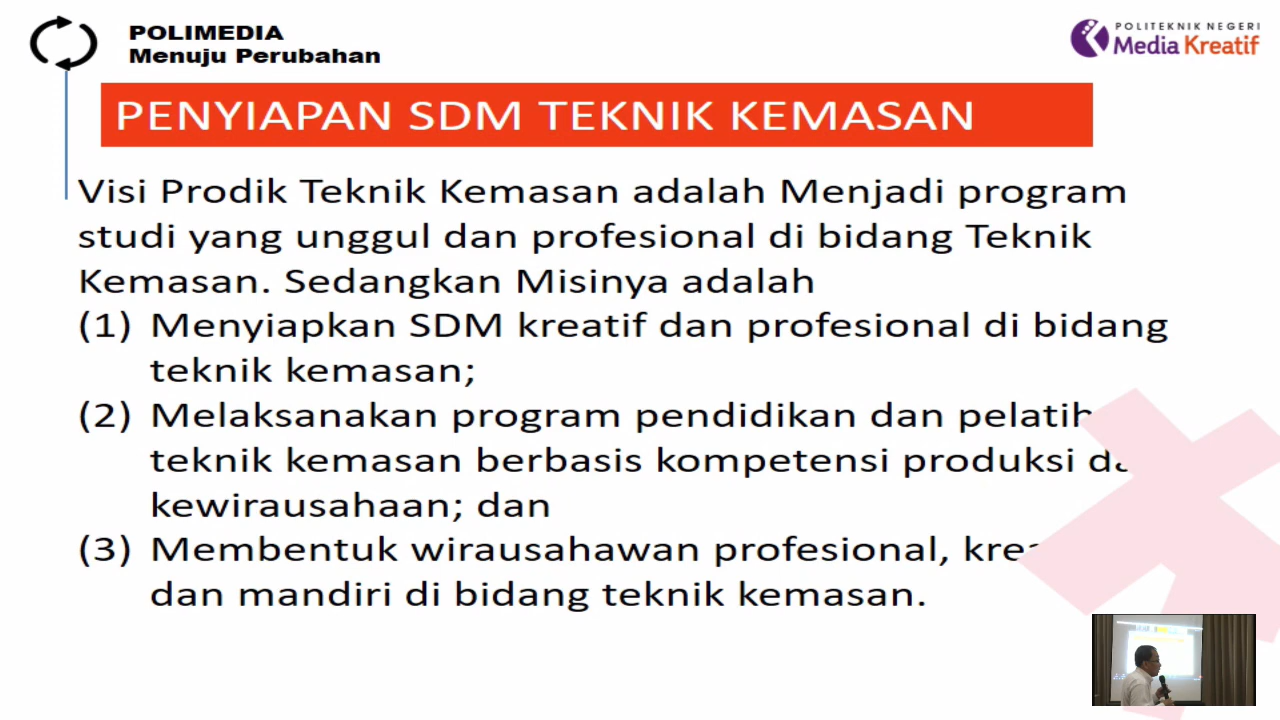 POLIMEDIA
Menuju Perubahan
POLITEKNIK NEGERI
Media Kreatif
PENYIAPAN SDM TEKNIK KEMASAN
Visi Prodik Teknik Kemasan adalah Menjadi program
studi yang unggul dan profesional di bidang Teknik
Kemasan. Sedangkan Misinya adalah
(1) Menyiapkan SDM kreatif dan profesional di bidang
teknik kemasan;
(2) Melaksanakan program pendidikan dan
teknik kemasan berbasis kompetensi produksi
kewirausahaan; dan
(3) Membentuk wirausahawan profesional,
dan mandiri di bidang teknik kemasan.